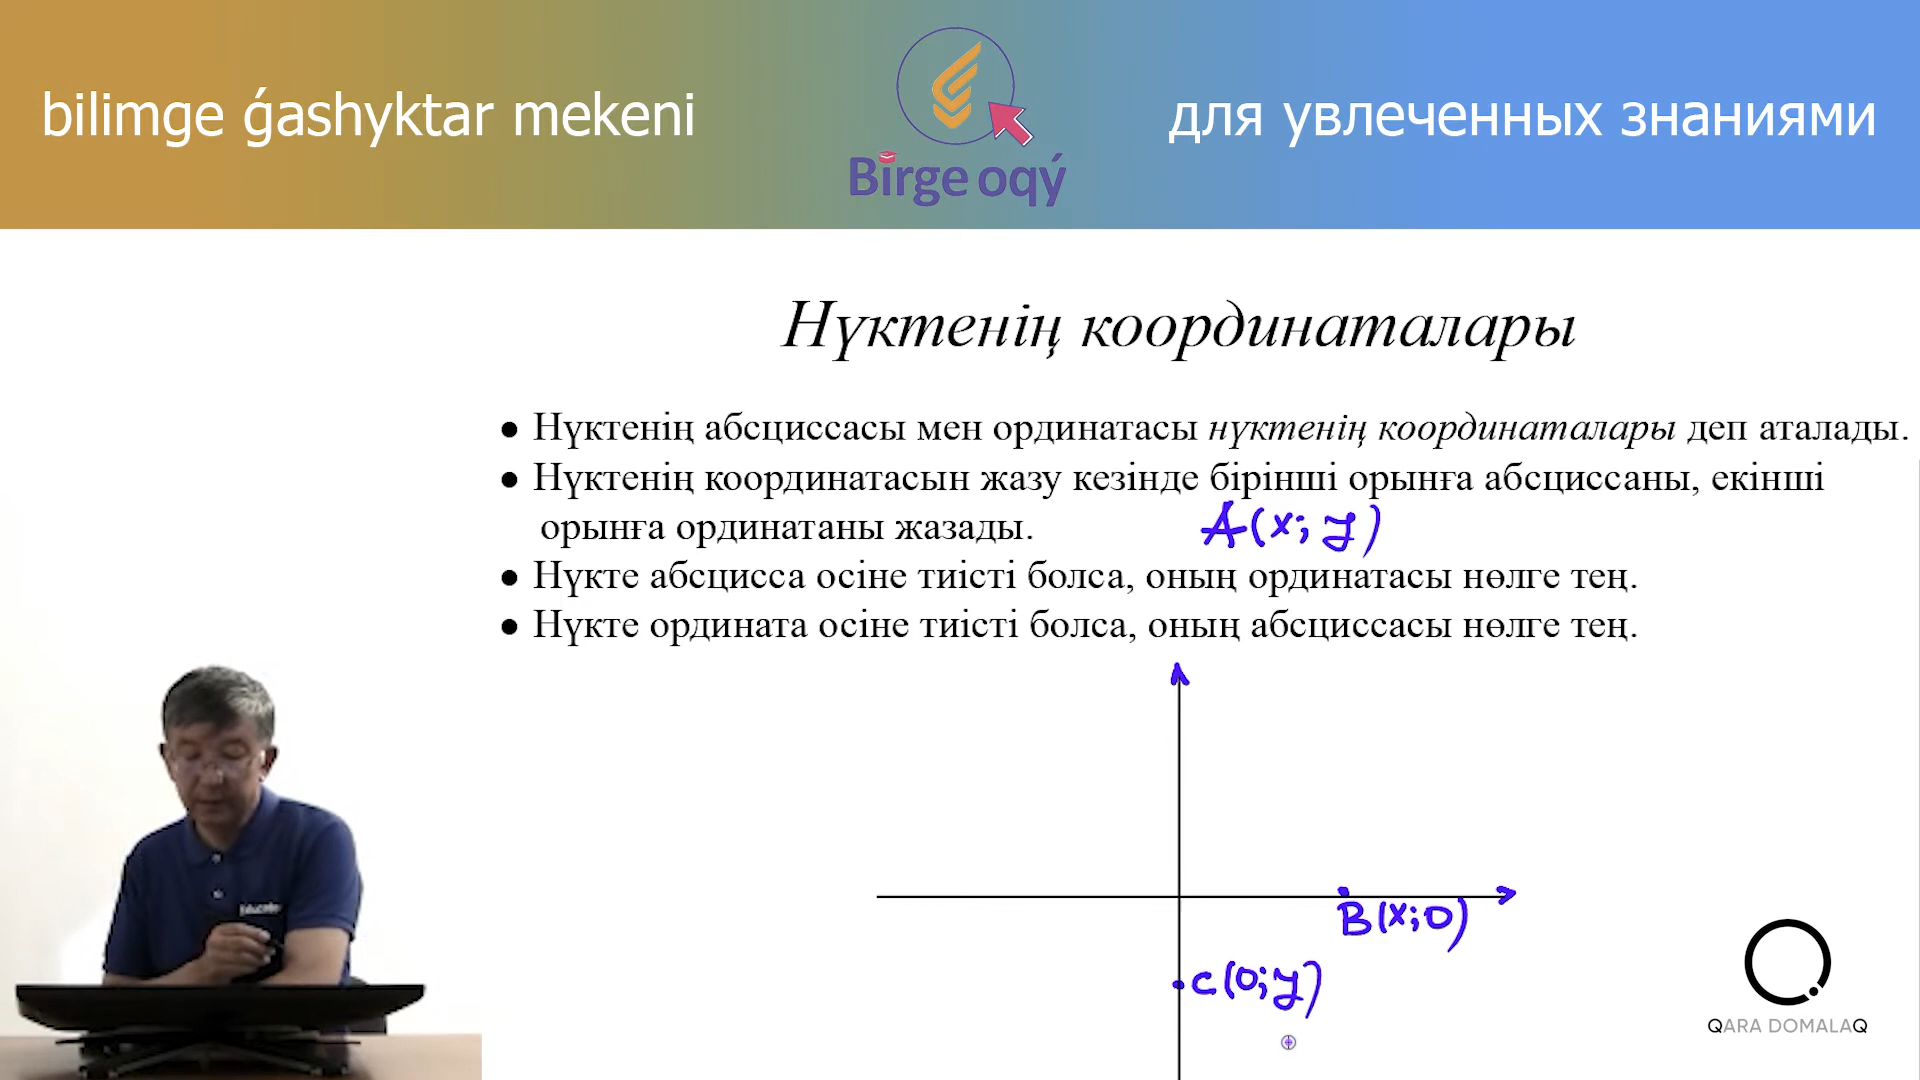 bilimge ǵashyktar mekeni
Birge oqý
для увлеченных знаниями
Нүктенің координаталары
● Нүктенің абсциссасы мен ординатасы нүктенің координаталары деп аталады.
● Нүктенің координатасын жазу кезінде бірінші орынға абсциссаны, екінші
орынға ординатаны жазады.
A(x; y)
● Нүкте абсцисса осіне тиісті болса, оның ординатасы нөлге тең.
● Нүкте ордината осіне тиісті болса, оның абсциссасы нөлге тең.
B(x;0)
C(0;y)
QARA DOMALAQ